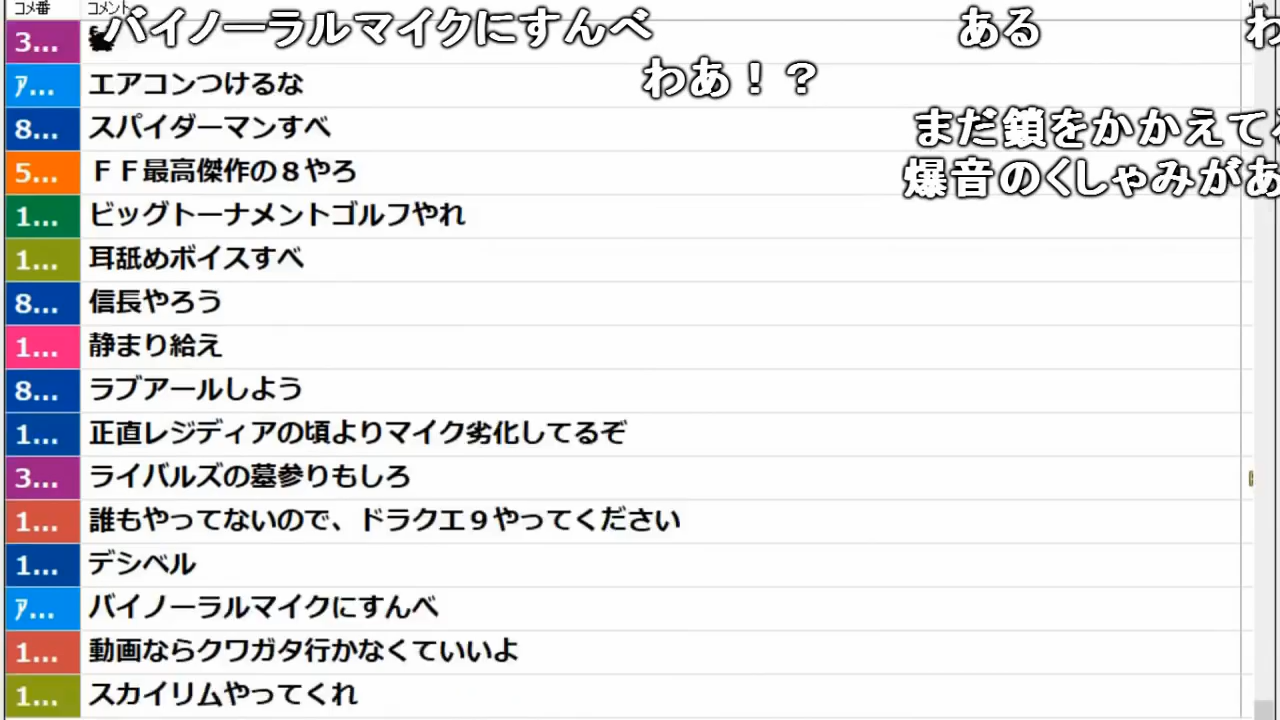 コメ番 コメント
バイノーラルマイクにすんべ
ある
わ
3...
わあ！？
ｱ... エアコンつけるな
まだ鎖をかかえてる
8... スパイダーマンすべ
爆音のくしゃみがあ
5... ＦＦ最高傑作の８やろ
1... ビッグトーナメントゴルフやれ
1... 耳舐めボイスすべ
8... 信長やろう
1... 静まり給え
8... ラブアールしよう
1... 正直レジディアの頃よりマイク劣化してるぞ
3... ライバルズの墓参りもしろ
1... 誰もやってないので、ドラクエ９やってください
1... デシベル
ｱ... バイノーラルマイクにすんべ
1... 動画ならクワガタ行かなくていいよ
1... スカイリムやってくれ